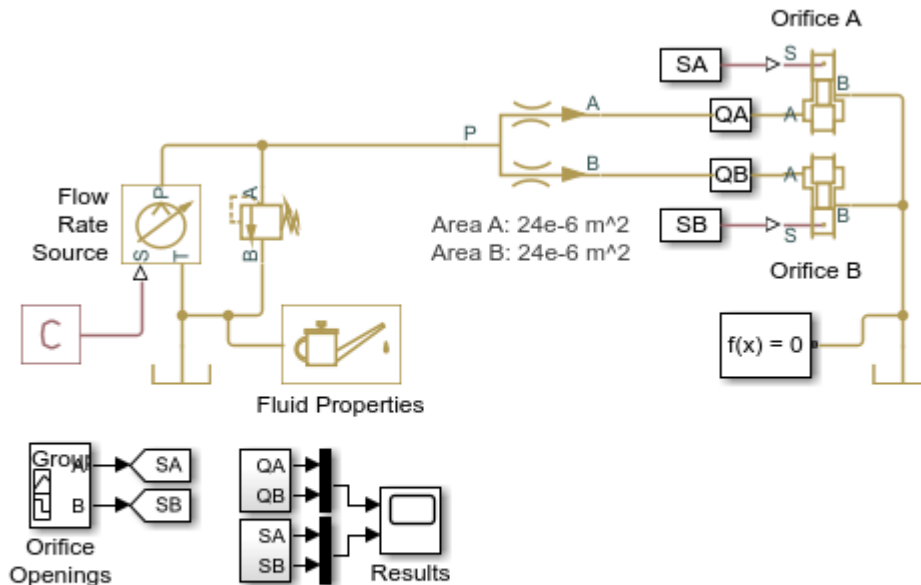 Orifice A
SA
S
B
A
QA
A
P
B
QB
A
B
SB
S
Area A: 24e-6 m^2
Area B: 24e-6 m^2
Orifice B
Flow
Rate
Source
P
S
T
A
B
C
Fluid Properties
f(x) = 0
Group
A
SA
B
SB
Orifice
Openings
QA
QB
SA
SB
Results